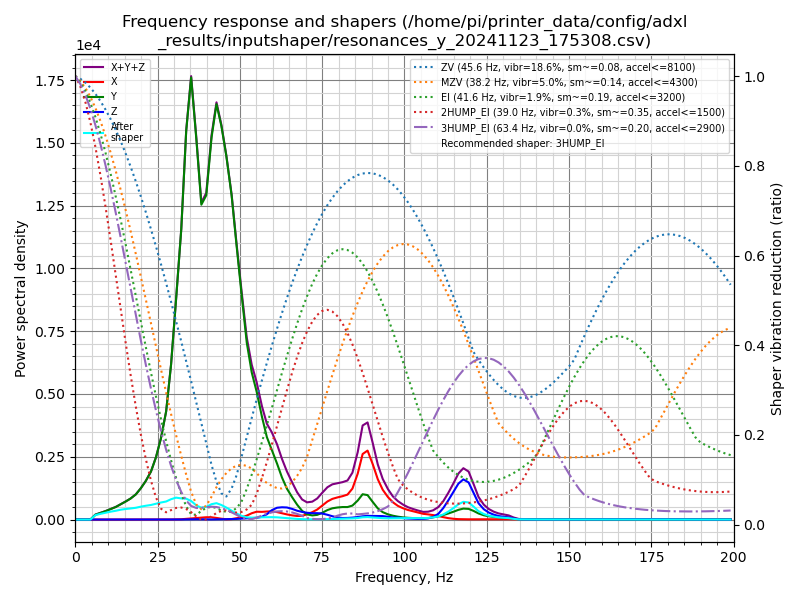 Frequency response and shapers (/home/pi/printer_data/config/adxl
_results/inputshaper/resonances_y_20241123_175308.csv)
1e4
X+Y+Z
X
Y
Z
After
shaper
ZV (45.6 Hz, vibr=18.6%, sm~=0.08, accel<=8100)
MZV (38.2 Hz, vibr=5.0%, sm~=0.14, accel<=4300)
EI (41.6 Hz, vibr=1.9%, sm~=0.19, accel<=3200)
2HUMP_EI (39.0 Hz, vibr=0.3%, sm~=0.35, accel<=1500)
3HUMP_EI (63.4 Hz, vibr=0.0%, sm~=0.20, accel<=2900)
Recommended shaper: 3HUMP_EI
Power spectral density
1.75
1.50
1.25
1.00
0.75
0.50
0.25
0.00
0
25
50
75
100
125
150
175
200
Frequency, Hz
1.0
0.8
0.6
0.4
0.2
0.0
Shaper vibration reduction (ratio)